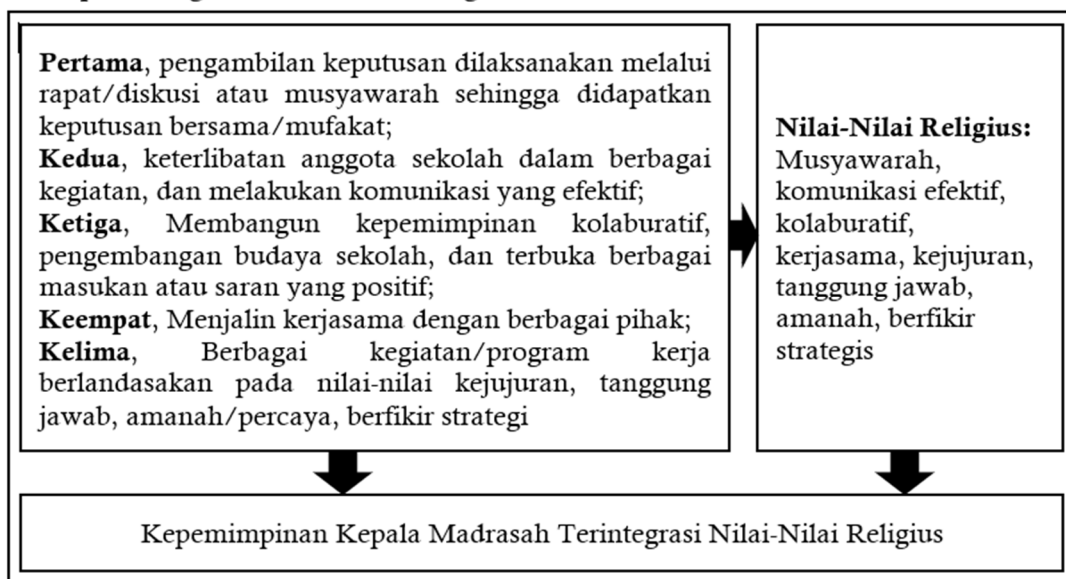 Pertama, pengambilan keputusan dilaksanakan melalui
rapat/diskusi atau musyawarah sehingga didapatkan
keputusan bersama/mufakat;
Kedua, keterlibatan anggota sekolah dalam berbagai
kegiatan, dan melakukan komunikasi yang efektif;
Ketiga, Membangun kepemimpinan kolaburatif,
pengembangan budaya sekolah, dan terbuka berbagai
masukan atau saran yang positif;
Keempat, Menjalin kerjasama dengan berbagai pihak;
Kelima, Berbagai kegiatan/program kerja
berlandasakan pada nilai-nilai kejujuran, tanggung
jawab, amanah/percaya, berfikir strategi
Nilai-Nilai Religius:
Musyawarah,
komunikasi efektif,
kolaburatif,
kerjasama, kejujuran,
tanggung jawab,
amanah, berfikir
strategis
Kepemimpinan Kepala Madrasah Terintegrasi Nilai-Nilai Religius